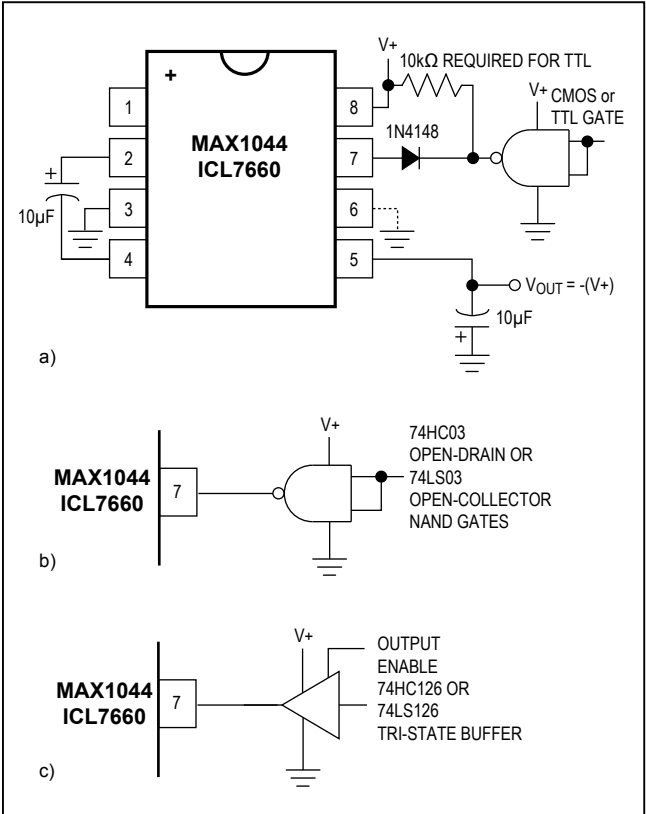 V+
10kΩ REQUIRED FOR TTL
+
1
8
V+
CMOS or
TTL GATE
MAX1044
ICL7660
1N4148
2
7
+
10µF
3
6
4
5
VOUT = -(V+)
10µF
+
a)
V+
74HC03
OPEN-DRAIN OR
74LS03
OPEN-COLLECTOR
NAND GATES
MAX1044
ICL7660
7
b)
V+
OUTPUT
ENABLE
74HC126 OR
74LS126
TRI-STATE BUFFER
MAX1044
ICL7660
7
c)